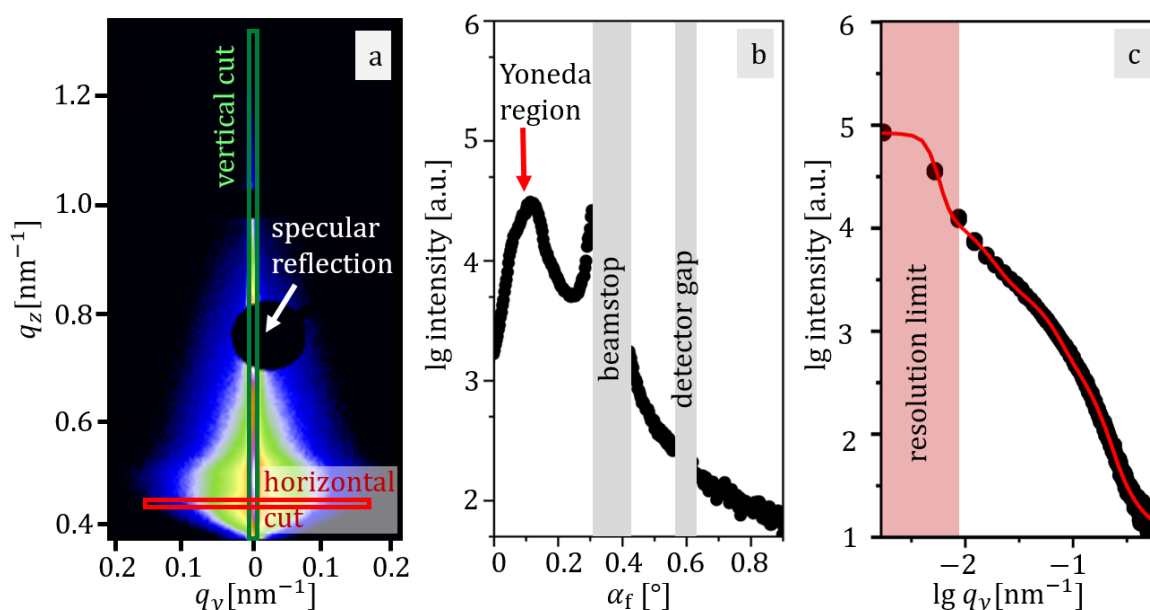 a
vertical cut
specular
reflection
horizontal
cut
1.2
1.0
0.8
0.6
0.4
q_z[nm⁻¹]
0.2
0.1
0
0.1
0.2
q_y[nm⁻¹]
b
Yoneda
region
beamstop
detector gap
6
5
4
3
2
lg intensity [a.u.]
0.0
0.2
0.4
0.6
0.8
α_f [°]
c
resolution limit
6
5
4
3
2
1
lg intensity [a.u.]
−2
−1
lg q_y[nm⁻¹]